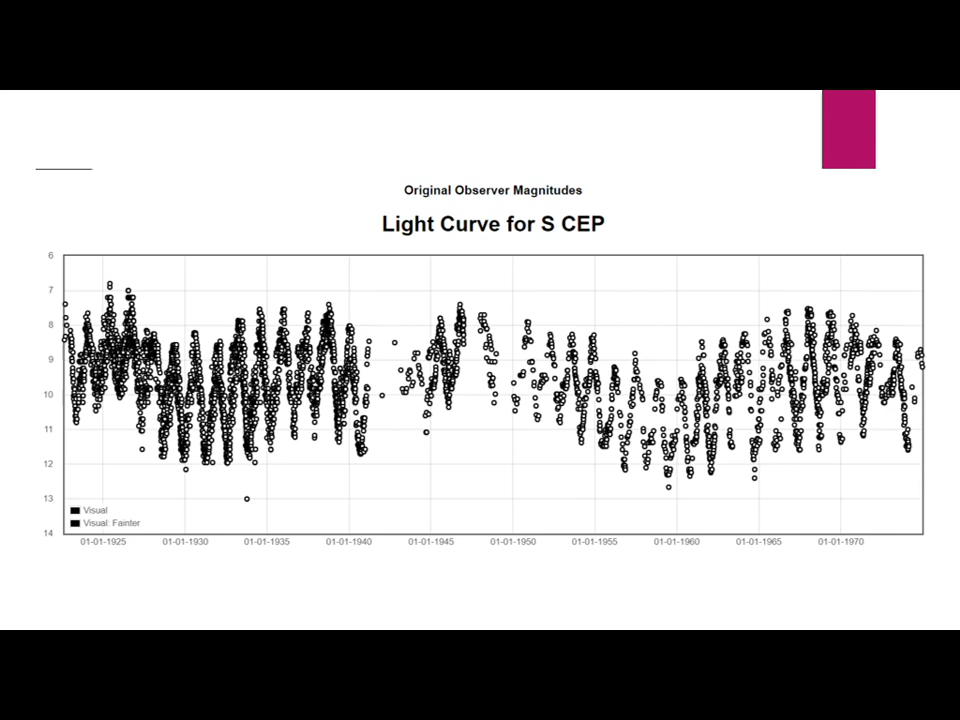 Original Observer Magnitudes
Light Curve for S CEP
6
7
8
9
10
11
12
13
14
Visual
Visual: Fainter
01-01-1925 01-01-1930 01-01-1935 01-01-1940 01-01-1945 01-01-1950 01-01-1955 01-01-1960 01-01-1965 01-01-1970